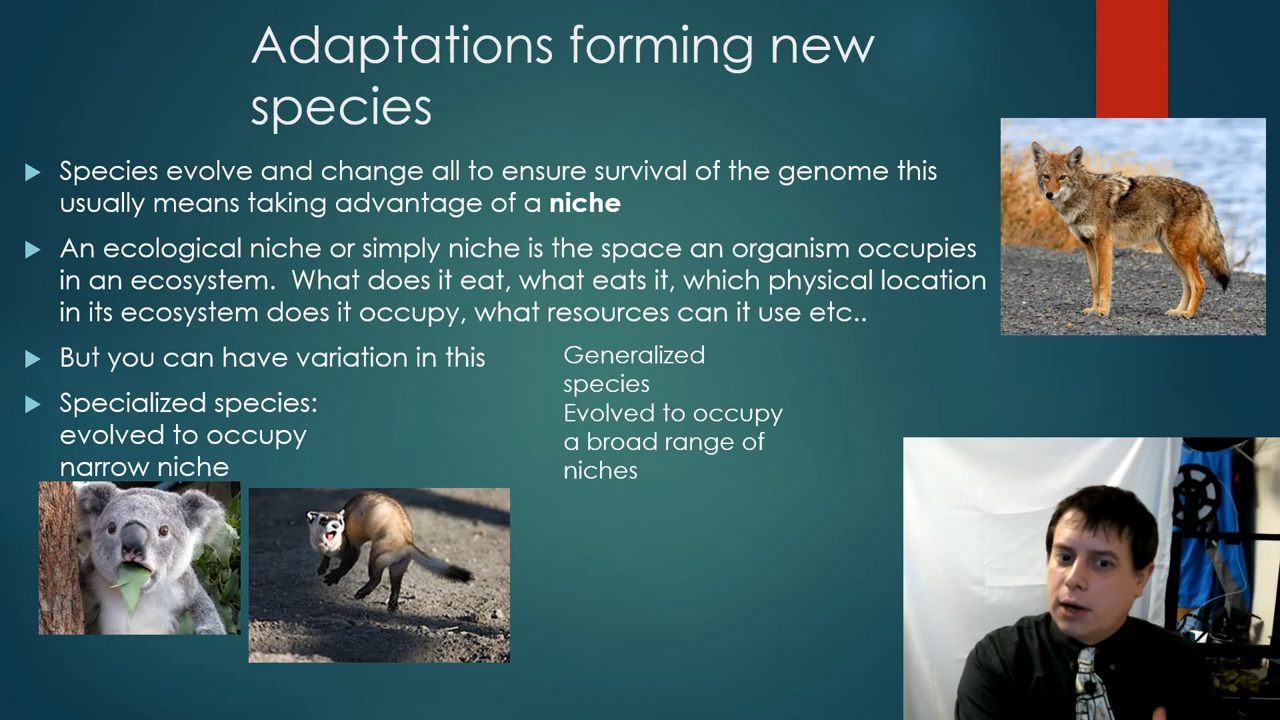 Adaptations forming new
species
Species evolve and change all to ensure survival of the genome this
usually means taking advantage of a niche
An ecological niche or simply niche is the space an organism occupies
in an ecosystem.  What does it eat, what eats it, which physical location
in its ecosystem does it occupy, what resources can it use etc..
But you can have variation in this
Specialized species:
evolved to occupy
narrow niche
Generalized
species
Evolved to occupy
a broad range of
niches